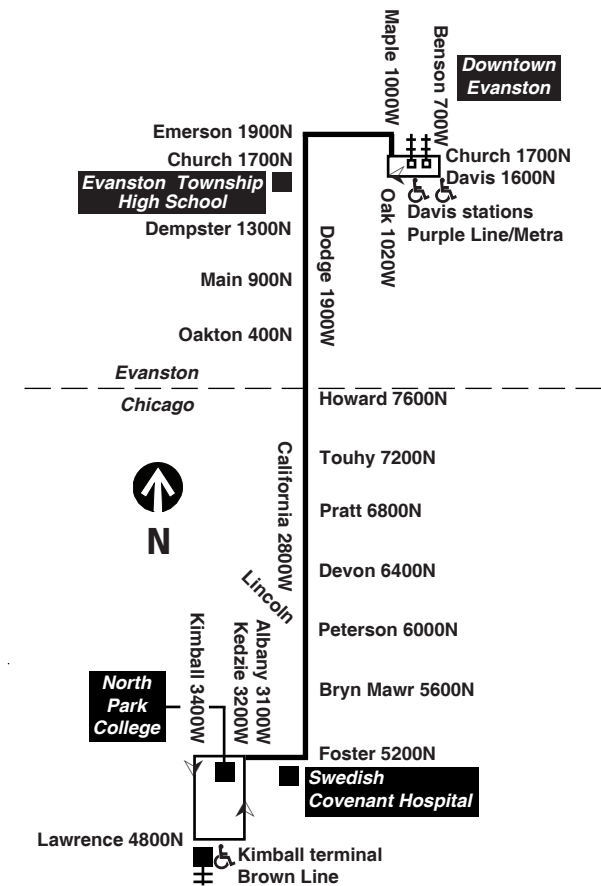 Maple 1000W
Benson 700W
Downtown
Evanston
Emerson 1900N
Church 1700N
Evanston Township
High School
Church 1700N
Davis 1600N
Oak 1020W
Davis stations
Purple Line/Metra
Dempster 1300N
Dodge 1900W
Main 900N
Oakton 400N
Evanston
Chicago
Howard 7600N
California 2800W
Touhy 7200N
N
Pratt 6800N
Devon 6400N
Lincoln
Kimball 3400W
Kedzie 3200W
Albany 3100W
Peterson 6000N
North
Park
College
Bryn Mawr 5600N
Foster 5200N
Swedish
Covenant Hospital
Lawrence 4800N
Kimball terminal
Brown Line